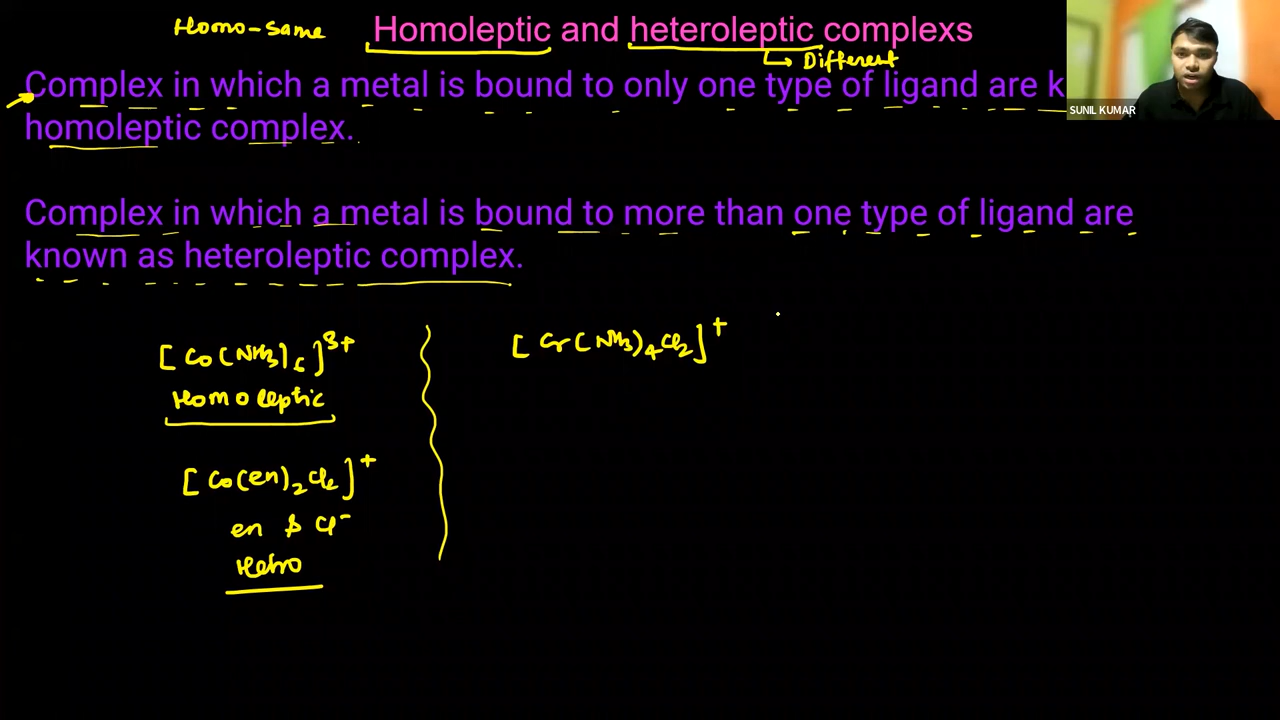 Homo-same
Homoleptic and heteroleptic complexs
Different
Complex in which a metal is bound to only one type of ligand are k
SUNIL KUMAR
homoleptic complex.
Complex in which a metal is bound to more than one type of ligand are
known as heteroleptic complex.
[Co(NH3)6]3+
Homoleptic
[Cr(NH3)4Cl2]+
[Co(en)2Cl2]+
en & Cl-
Hetro